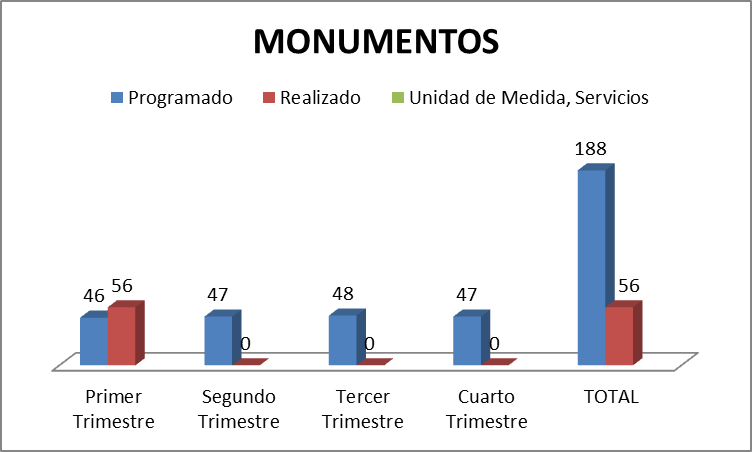 MONUMENTOS
Programado Realizado Unidad de Medida, Servicios
188
46 56 47 0 48 0 47 0 56
Primer Segundo Tercer Cuarto TOTAL
Trimestre Trimestre Trimestre Trimestre